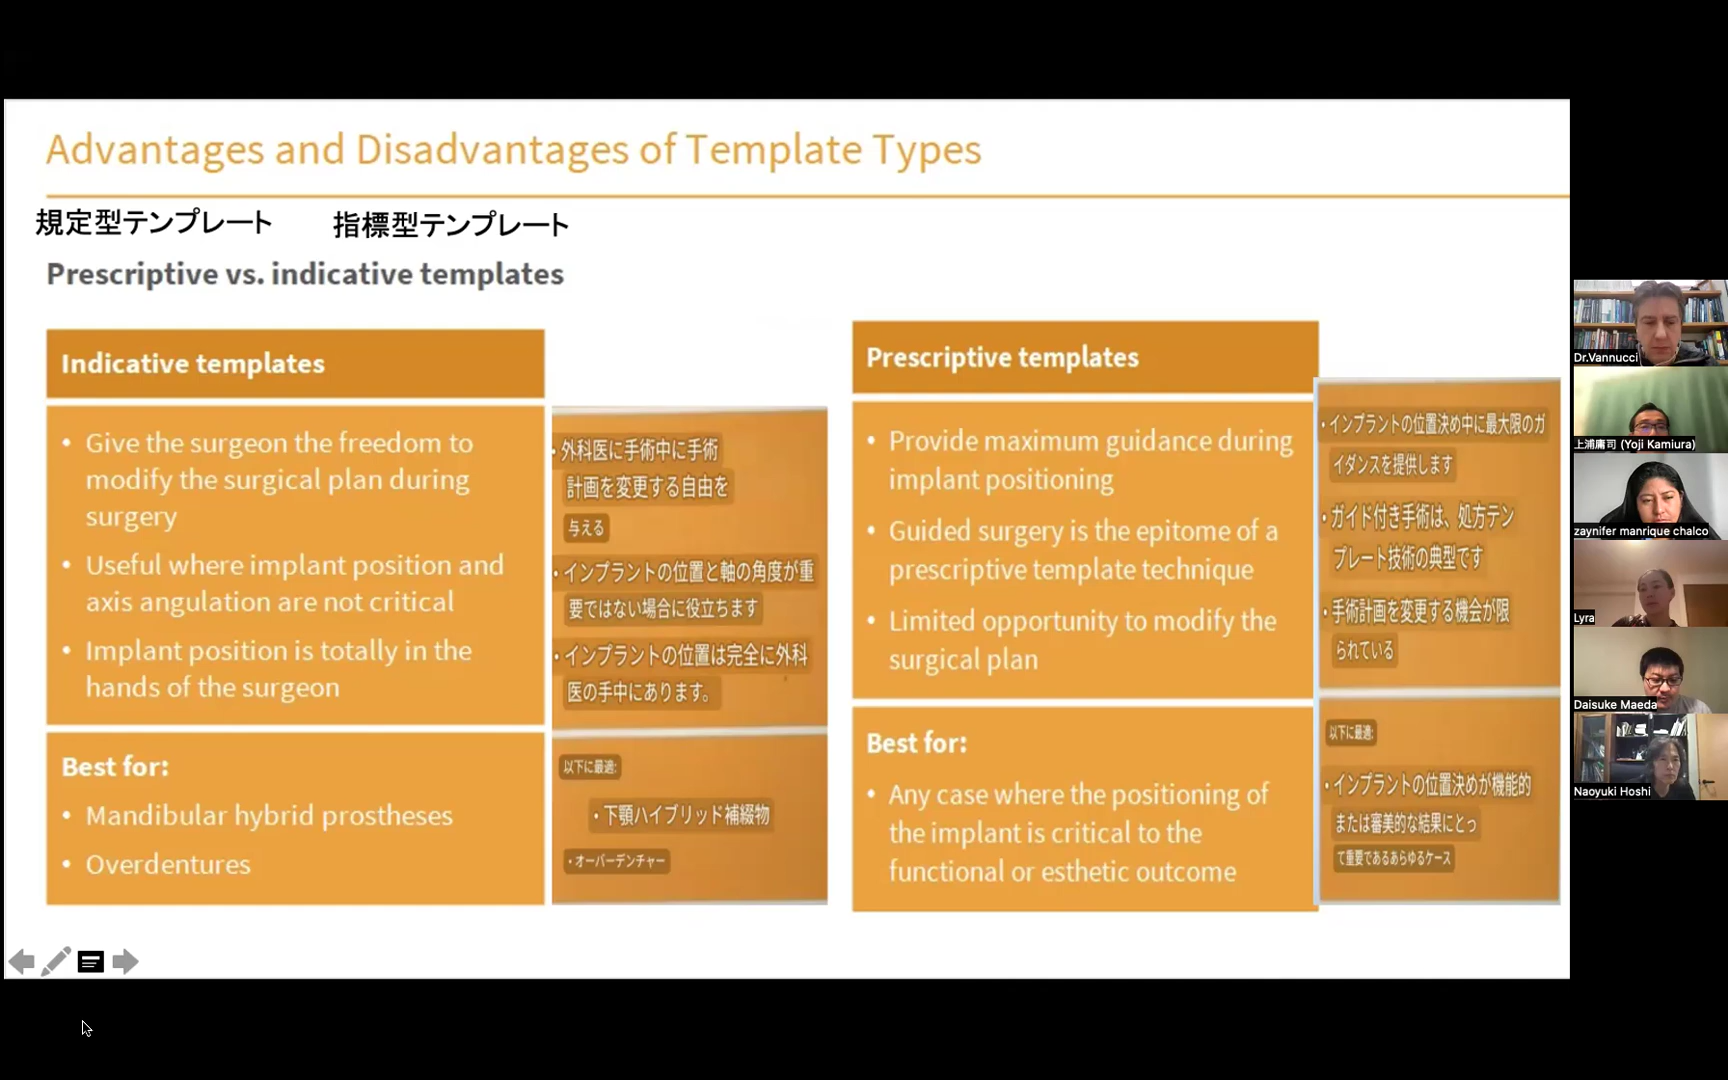 Advantages and Disadvantages of Template Types
規定型テンプレート
指標型テンプレート
Prescriptive vs. indicative templates
Indicative templates
• Give the surgeon the freedom to
modify the surgical plan during
surgery
• Useful where implant position and
axis angulation are not critical
• Implant position is totally in the
hands of the surgeon
Best for:
• Mandibular hybrid prostheses
• Overdentures
• 外科医に手術中に手術
計画を変更する自由を
与える
• インプラントの位置と軸の角度が重
要ではない場合に役立ちます
• インプラントの位置は完全に外科
医の手中にあります。
以下に最適:
• 下顎ハイブリッド補綴物
• オーバーデンチャー
Prescriptive templates
• Provide maximum guidance during
implant positioning
• Guided surgery is the epitome of a
prescriptive template technique
• Limited opportunity to modify the
surgical plan
Best for:
• Any case where the positioning of
the implant is critical to the
functional or esthetic outcome
• インプラントの位置決め中に最大限のガ
イダンスを提供します
• ガイド付き手術は、処方テン
プレート技術の典型です
• 手術計画を変更する機会が限
られている
以下に最適:
• インプラントの位置決めが機能的
または審美的な結果にとっ
て重要であるあらゆるケース
Dr.Vannucci
上浦庸司 (Yoji Kamiura)
zaynifer manrique chalco
Lyra
Daisuke Maeda
Naoyuki Hoshi